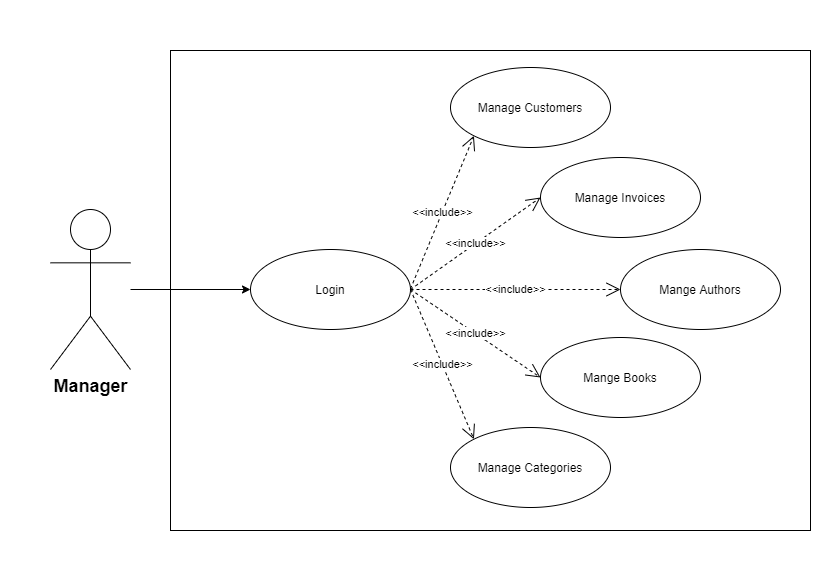 Manage Customers
Manage Invoices
<<include>>
<<include>>
Login
<<include>>
Mange Authors
<<include>>
<<include>>
Mange Books
Manager
Manage Categories